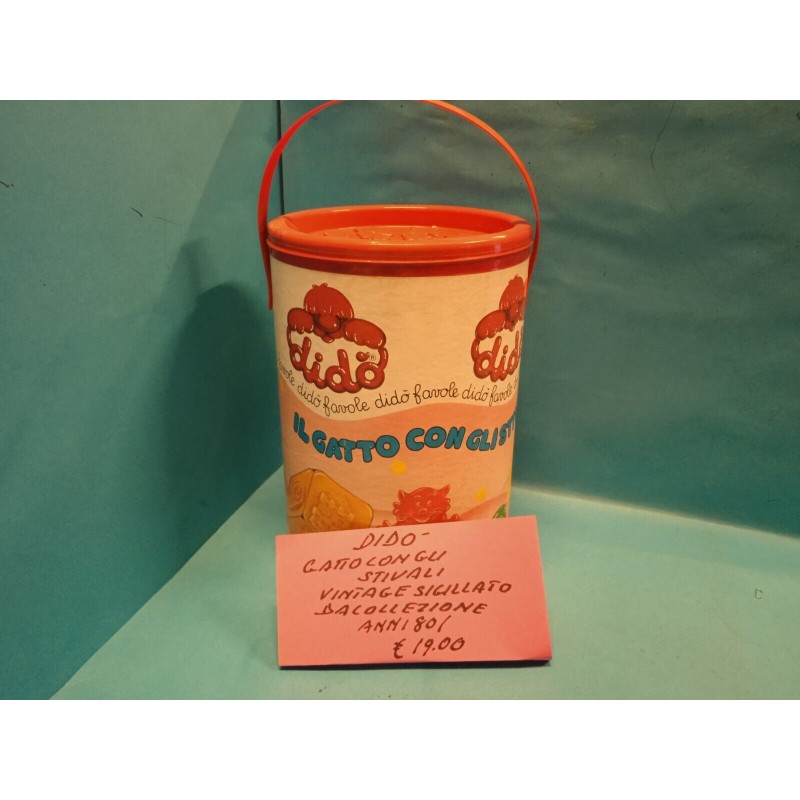 didò ®
didò
favole didò favole didò favole didò favole
IL GATTO CON GLI
DIDO-
GATTO CON GLI
STIVALI
VINTAGE SIGILLATO
DA COLLEZIONE
ANNI 80/
€ 19.00